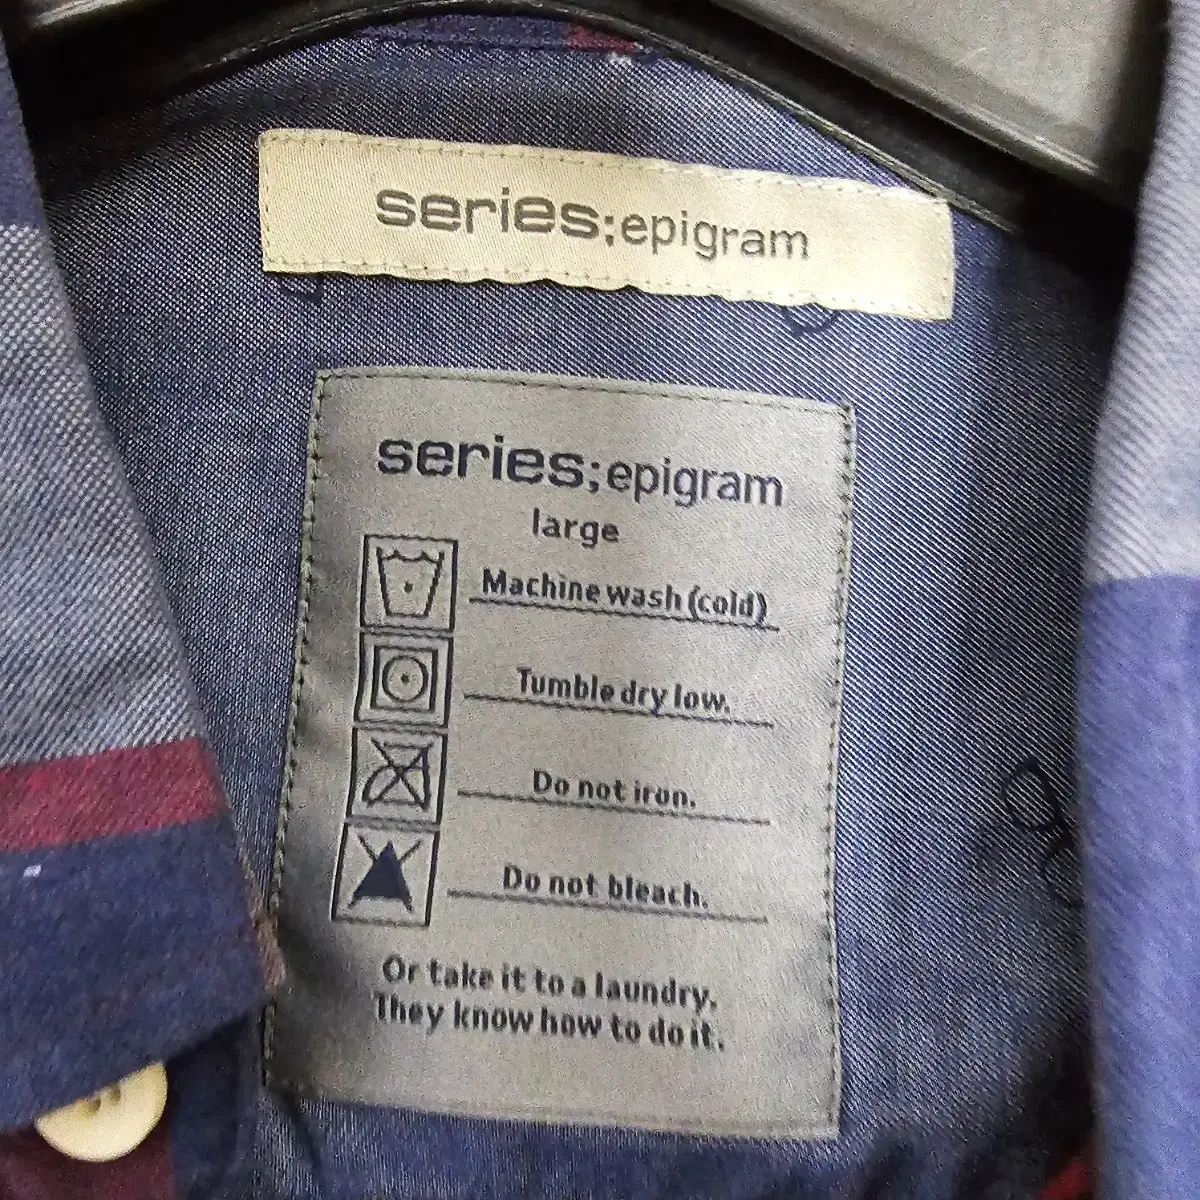 series;epigram
series;epigram
large
Machine wash (cold)
Tumble dry low.
Do not iron.
Do not bleach.
Or take it to a laundry.
They know how to do it.